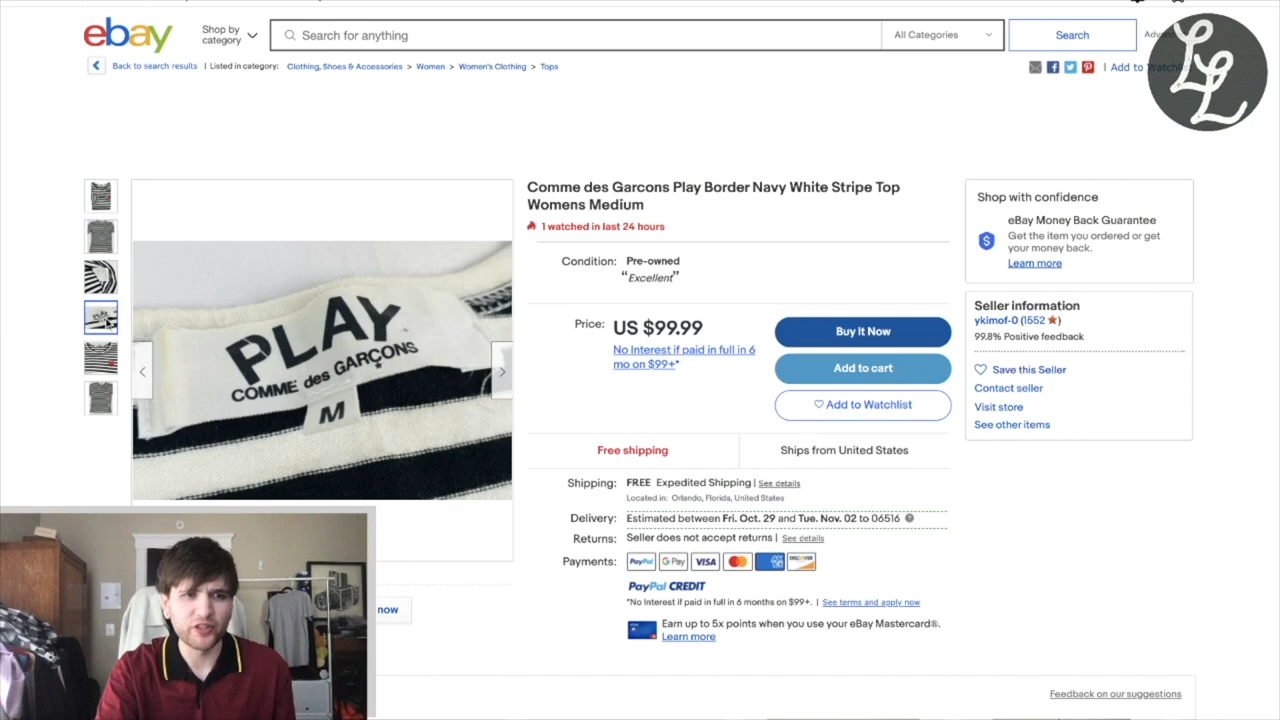 ebay
Shop by
category
Search for anything
All Categories
Search
LL
Back to search results | Listed in category: Clothing, Shoes & Accessories > Women > Women's Clothing > Tops
| Add to Watchlist
Comme des Garcons Play Border Navy White Stripe Top
Womens Medium
1 watched in last 24 hours
Condition: Pre-owned
“Excellent”
Price: US $99.99
No Interest if paid in full in 6
mo on $99+*
Buy It Now
Add to cart
Add to Watchlist
Free shipping
Ships from United States
Shipping: FREE Expedited Shipping | See details
Located in: Orlando, Florida, United States
Delivery: Estimated between Fri. Oct. 29 and Tue. Nov. 02 to 06516
Returns: Seller does not accept returns | See details
Payments: PayPal G Pay VISA DISCOVER
PayPal CREDIT
*No Interest if paid in full in 6 months on $99+. | See terms and apply now
Earn up to 5x points when you use your eBay Mastercard®.
Learn more
Shop with confidence
eBay Money Back Guarantee
Get the item you ordered or get
your money back.
Learn more
Seller information
ykimof-0 (1552 )
99.8% Positive feedback
Save this Seller
Contact seller
Visit store
See other items
PLAY
COMME des GARÇONS
M
now
Feedback on our suggestions